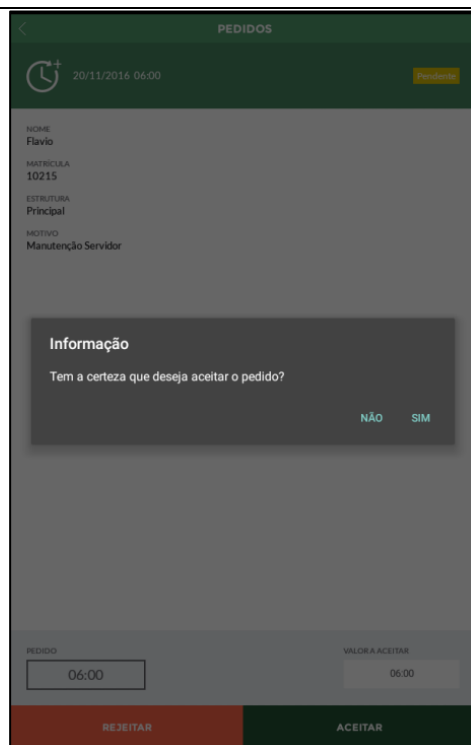 PEDIDOS
20/11/2016 06:00
Pendente
NOME
Flavio
MATRÍCULA
10215
ESTRUTURA
Principal
MOTIVO
Manutenção Servidor
Informação
Tem a certeza que deseja aceitar o pedido?
NÃO SIM
PEDIDO
VALOR A ACEITAR
06:00
06:00
REJEITAR
ACEITAR